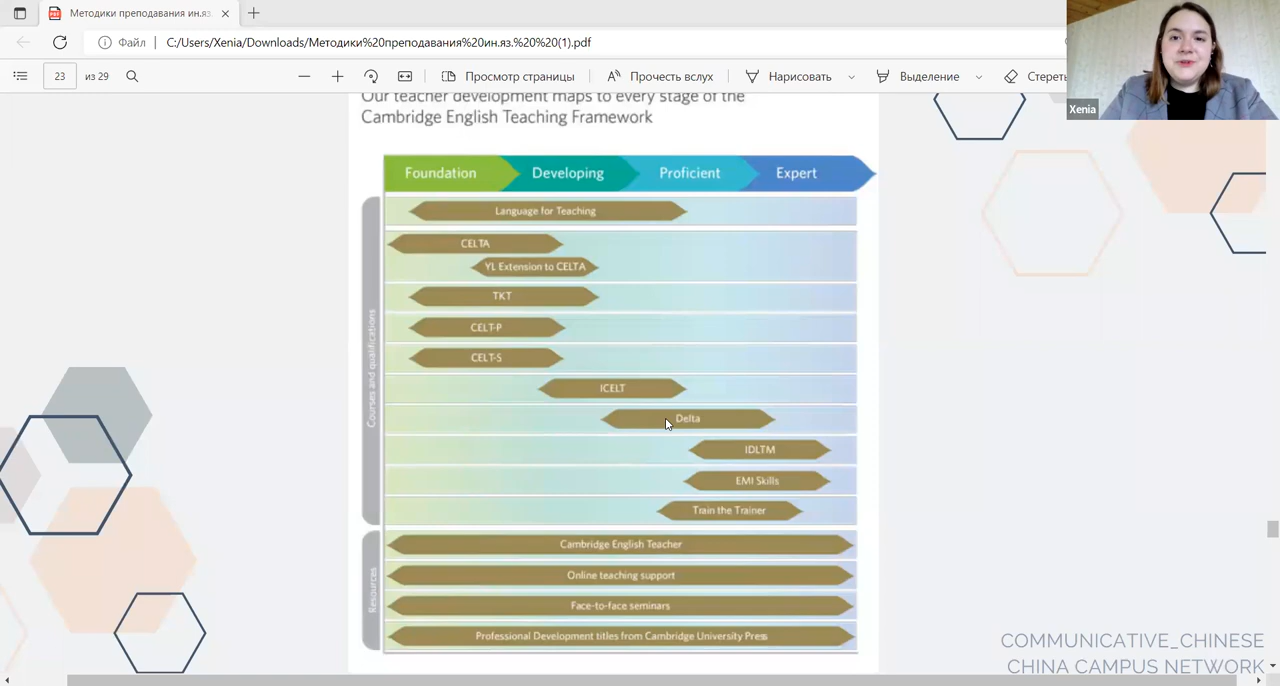 Методики преподавания ин.яз.
Файл
C:/Users/Xenia/Downloads/Методики%20преподавания%20ин.яз.%20%20(1).pdf
23
из 29
Просмотр страницы
Прочесть вслух
Нарисовать
Выделение
Стереть
Xenia
Our teacher development maps to every stage of the
Cambridge English Teaching Framework
Foundation
Developing
Proficient
Expert
Courses and qualifications
Language for Teaching
CELTA
YL Extension to CELTA
TKT
CELT-P
CELT-S
ICELT
Delta
IDLTM
EMI Skills
Train the Trainer
Resources
Cambridge English Teacher
Online teaching support
Face-to-face seminars
Professional Development titles from Cambridge University Press
COMMUNICATIVE_CHINESE
CHINA CAMPUS NETWORK